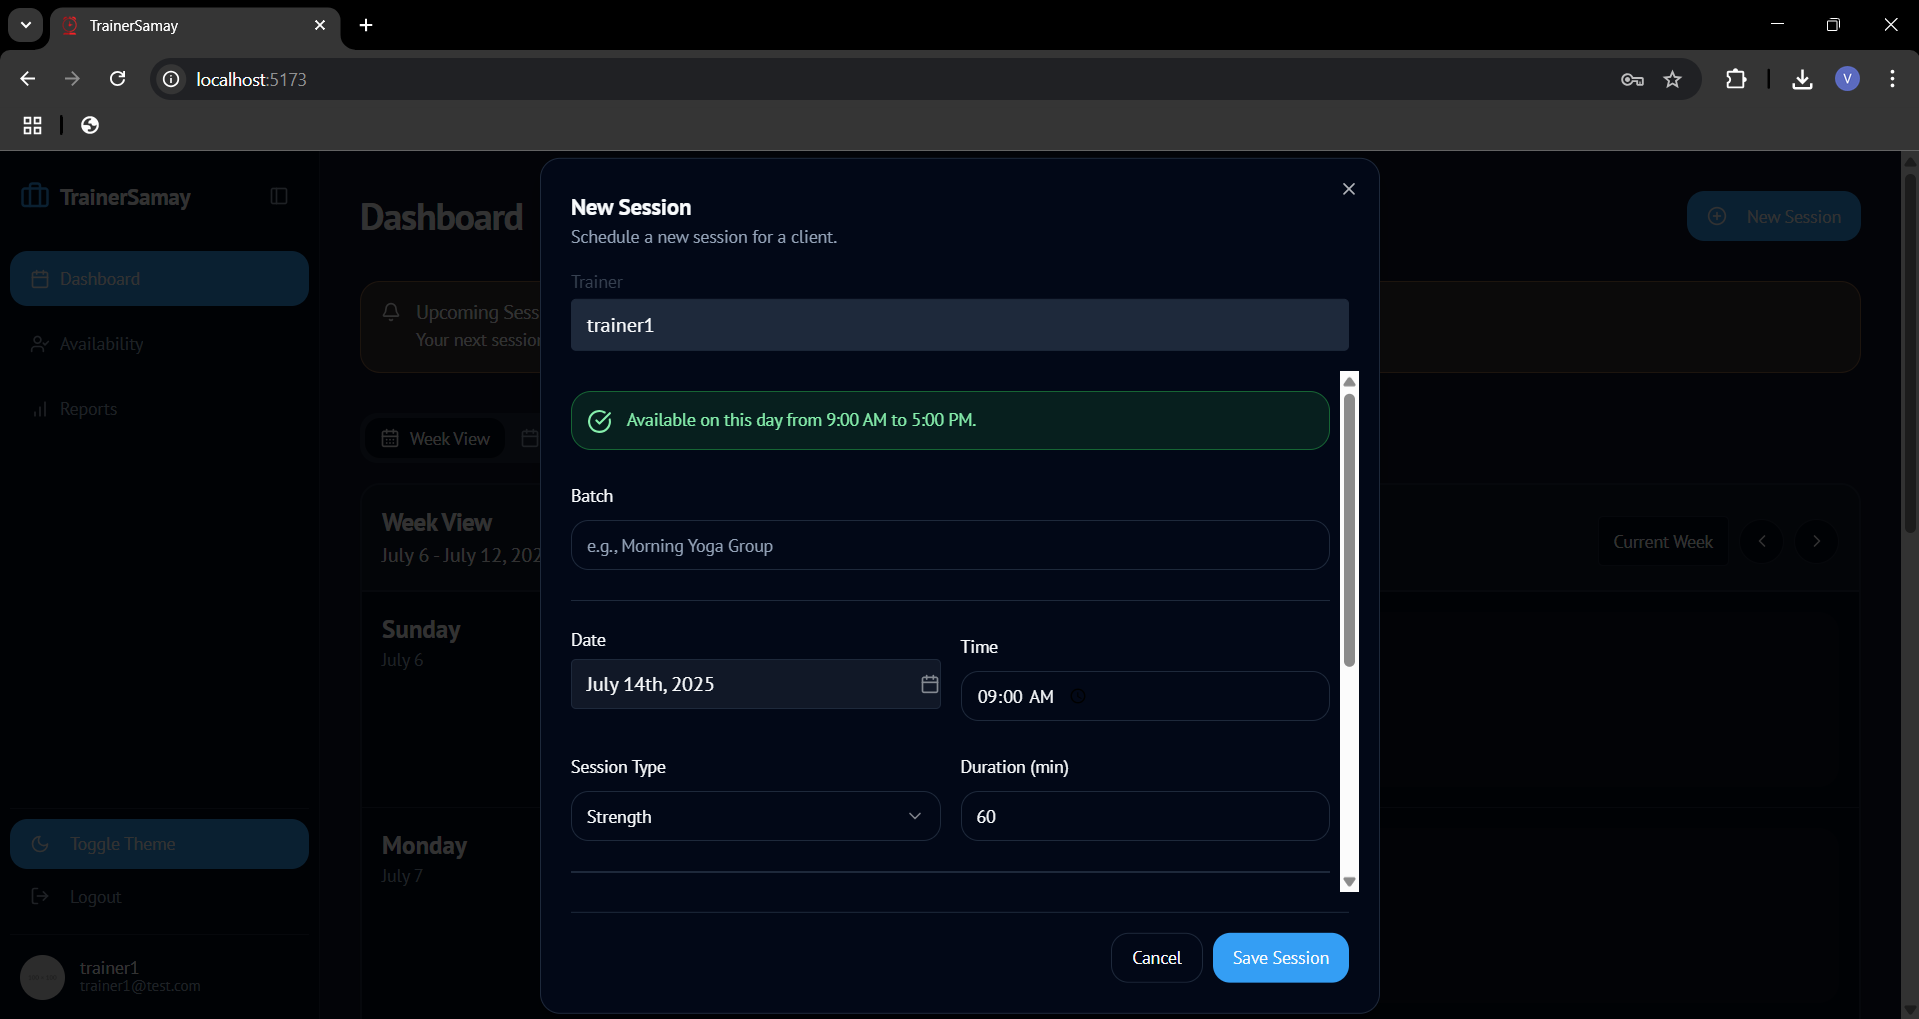 TrainerSamay
localhost:5173
V
TrainerSamay
Dashboard
Availability
Reports
Toggle Theme
Logout
trainer1
trainer1@test.com
Dashboard
New Session
Upcoming Sess
Your next session
Week View
Week View
July 6 - July 12, 202
Current Week
Sunday
July 6
Monday
July 7
New Session
Schedule a new session for a client.
Trainer
trainer1
Available on this day from 9:00 AM to 5:00 PM.
Batch
e.g., Morning Yoga Group
Date
July 14th, 2025
Time
09:00 AM
Session Type
Strength
Duration (min)
60
Cancel
Save Session